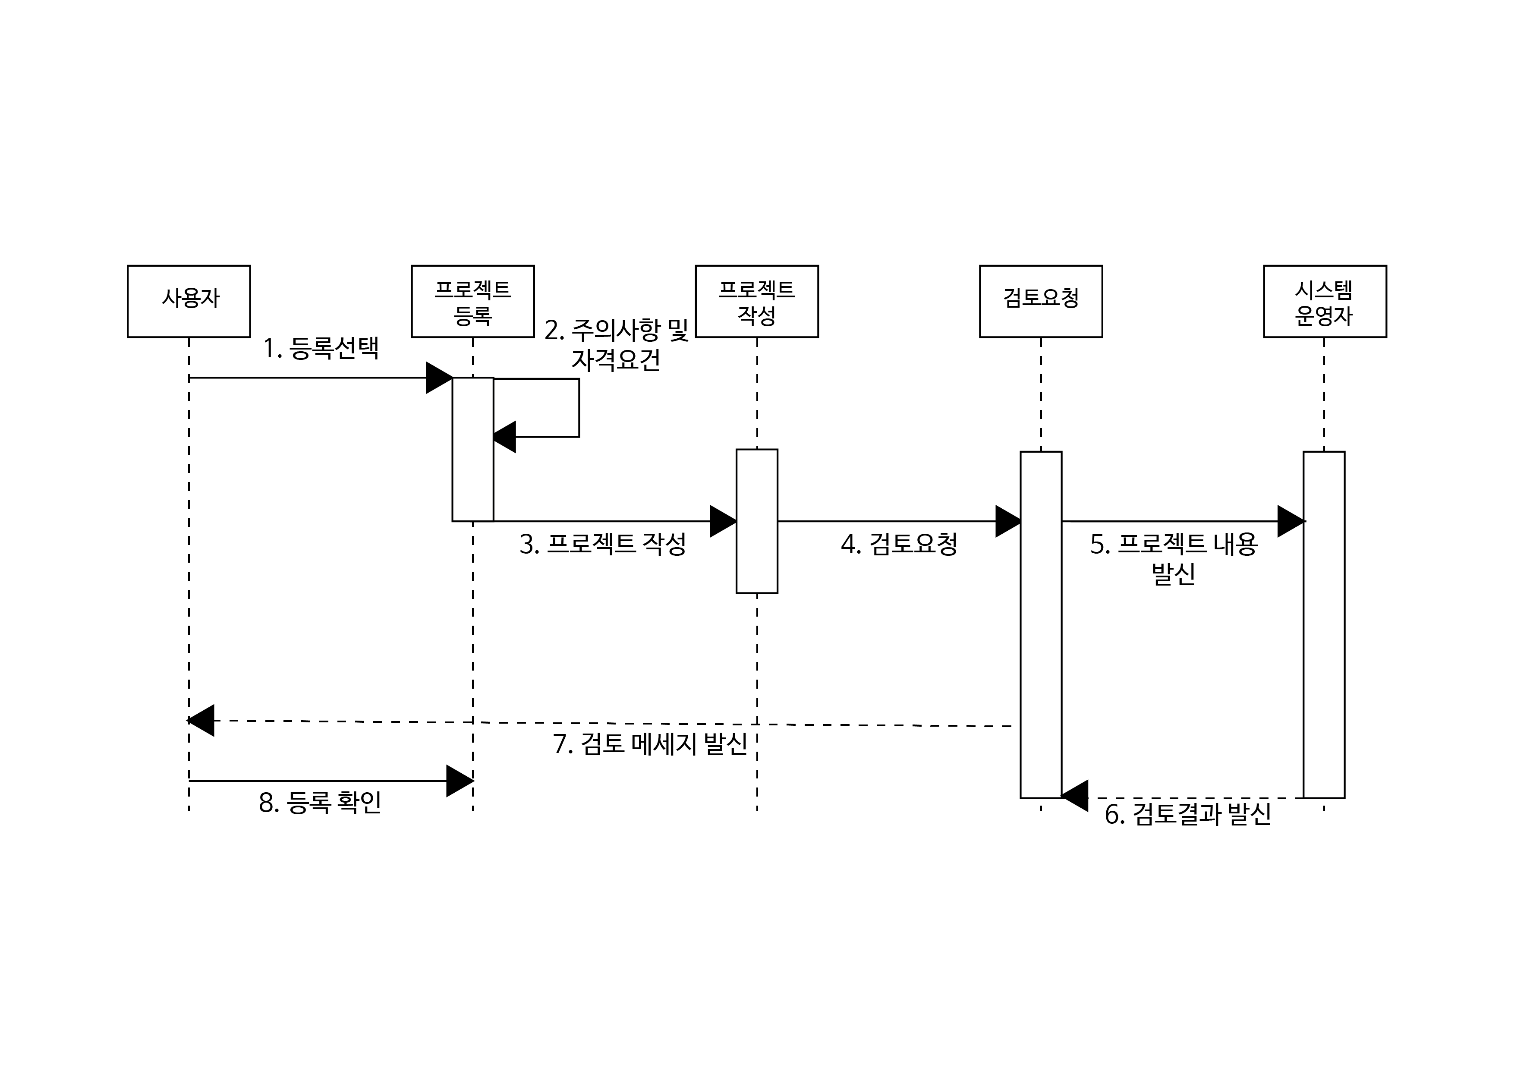 사용자
프로젝트
등록
프로젝트
작성
검토요청
시스템
운영자
1. 등록선택
2. 주의사항 및
자격요건
3. 프로젝트 작성
4. 검토요청
5. 프로젝트 내용
발신
7. 검토 메세지 발신
8. 등록 확인
6. 검토결과 발신